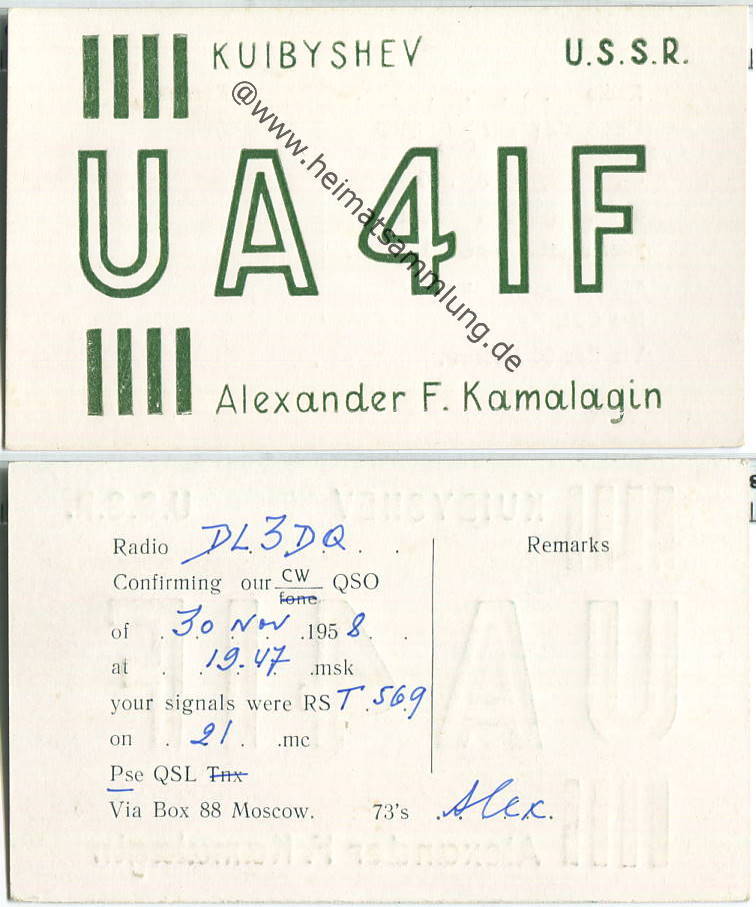 KUIBYSHEV U.S.S.R.
@www.heimatsammlung.de
UA4IF
Alexander F. Kamalagin
Radio DL3DQ . . Remarks
Confirming our CW QSO
fone
of . 30 Nov .1958. .
at . . 19.47 .msk
your signals were RST 569
on . 21 . .mc
Pse QSL Tnx
Via Box 88 Moscow. 73's .Alex.